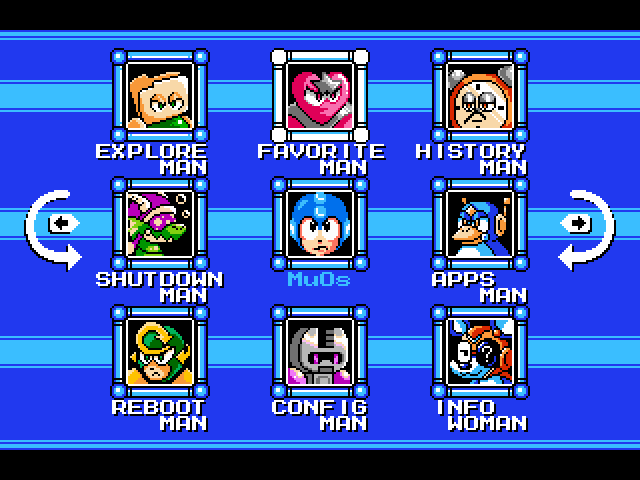 EXPLORE MAN
FAVORITE MAN
HISTORY MAN
SHUTDOWN MAN
MuOs
APPS MAN
REBOOT MAN
CONFIG MAN
INFO WOMAN